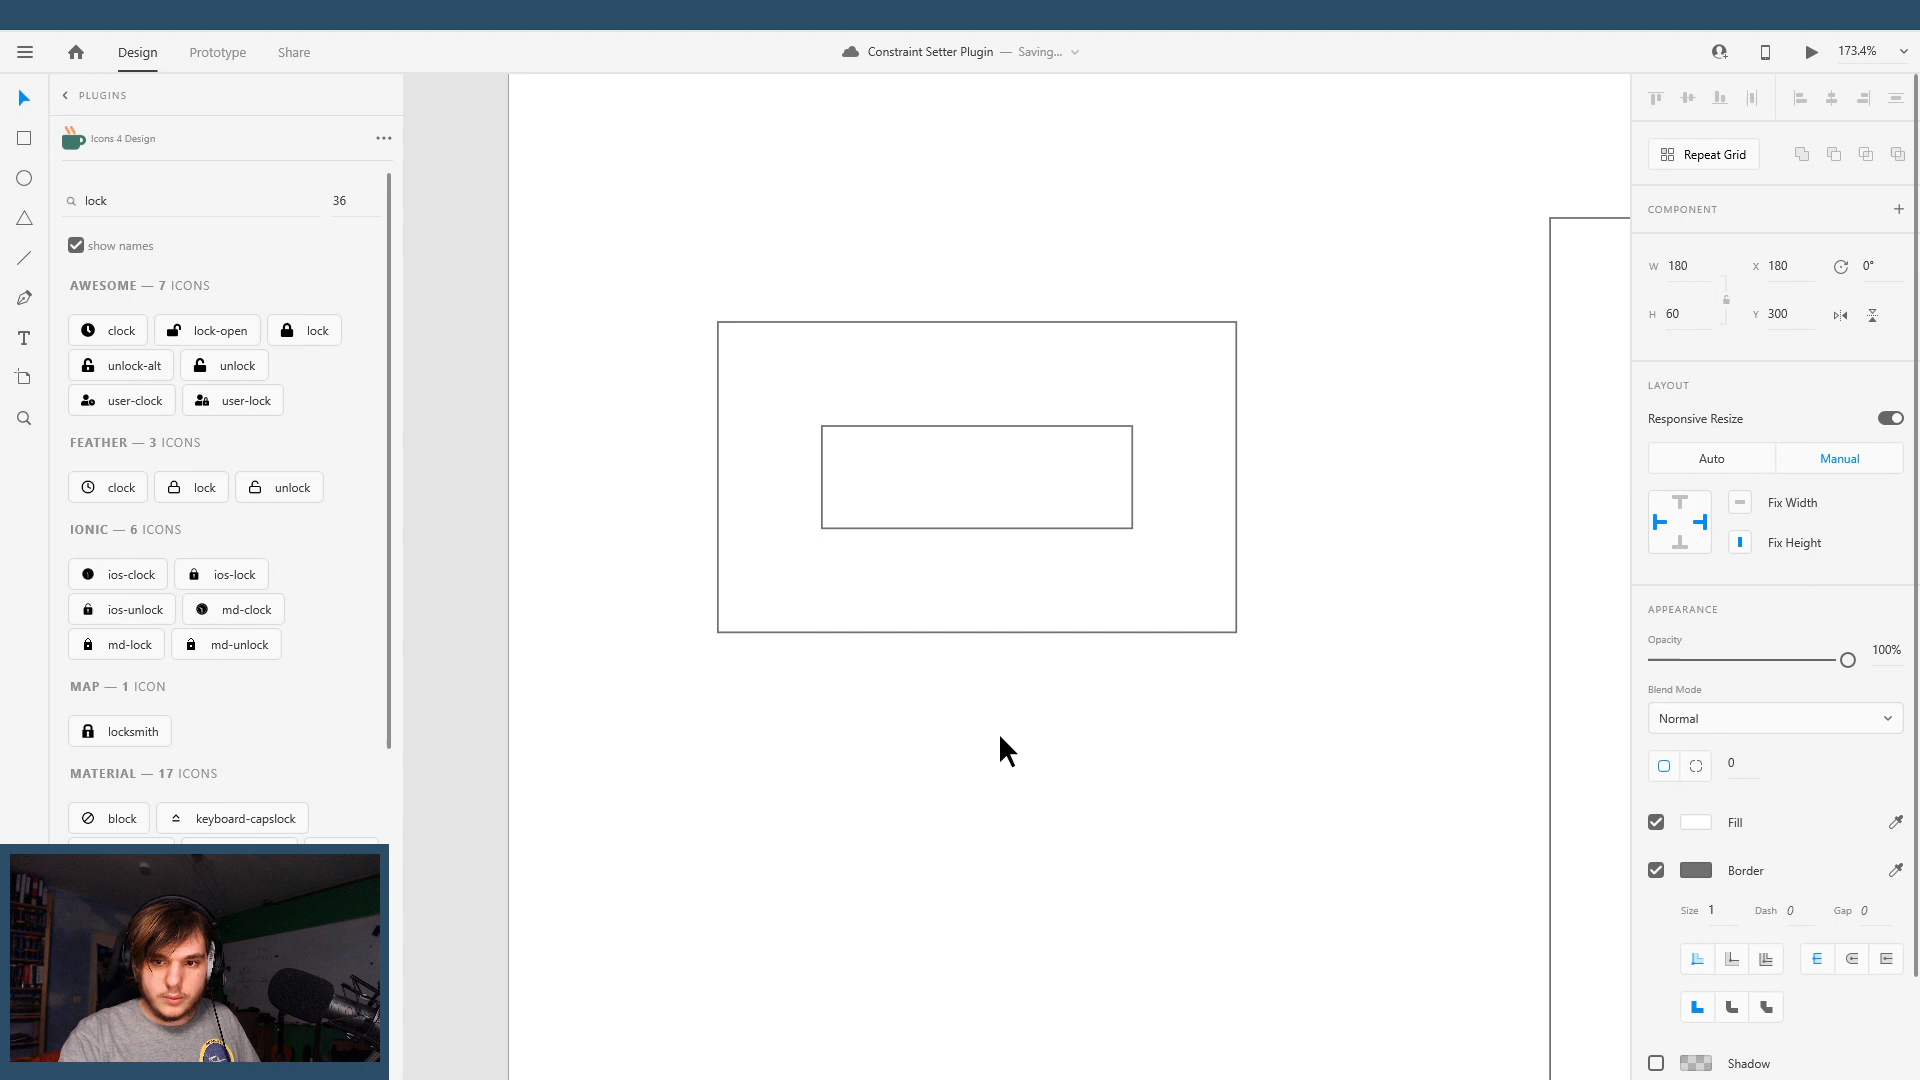 Design Prototype Share
Constraint Setter Plugin — Saving...
173.4%
PLUGINS
Icons 4 Design
lock 36
show names
AWESOME — 7 ICONS
clock lock-open lock
unlock-alt unlock
user-clock user-lock
FEATHER — 3 ICONS
clock lock unlock
IONIC — 6 ICONS
ios-clock ios-lock
ios-unlock md-clock
md-lock md-unlock
MAP — 1 ICON
locksmith
MATERIAL — 17 ICONS
block keyboard-capslock
Repeat Grid
COMPONENT
W 180 X 180 0°
H 60 Y 300
LAYOUT
Responsive Resize
Auto Manual
Fix Width
Fix Height
APPEARANCE
Opacity
100%
Blend Mode
Normal
0
Fill
Border
Size 1 Dash 0 Gap 0
Shadow